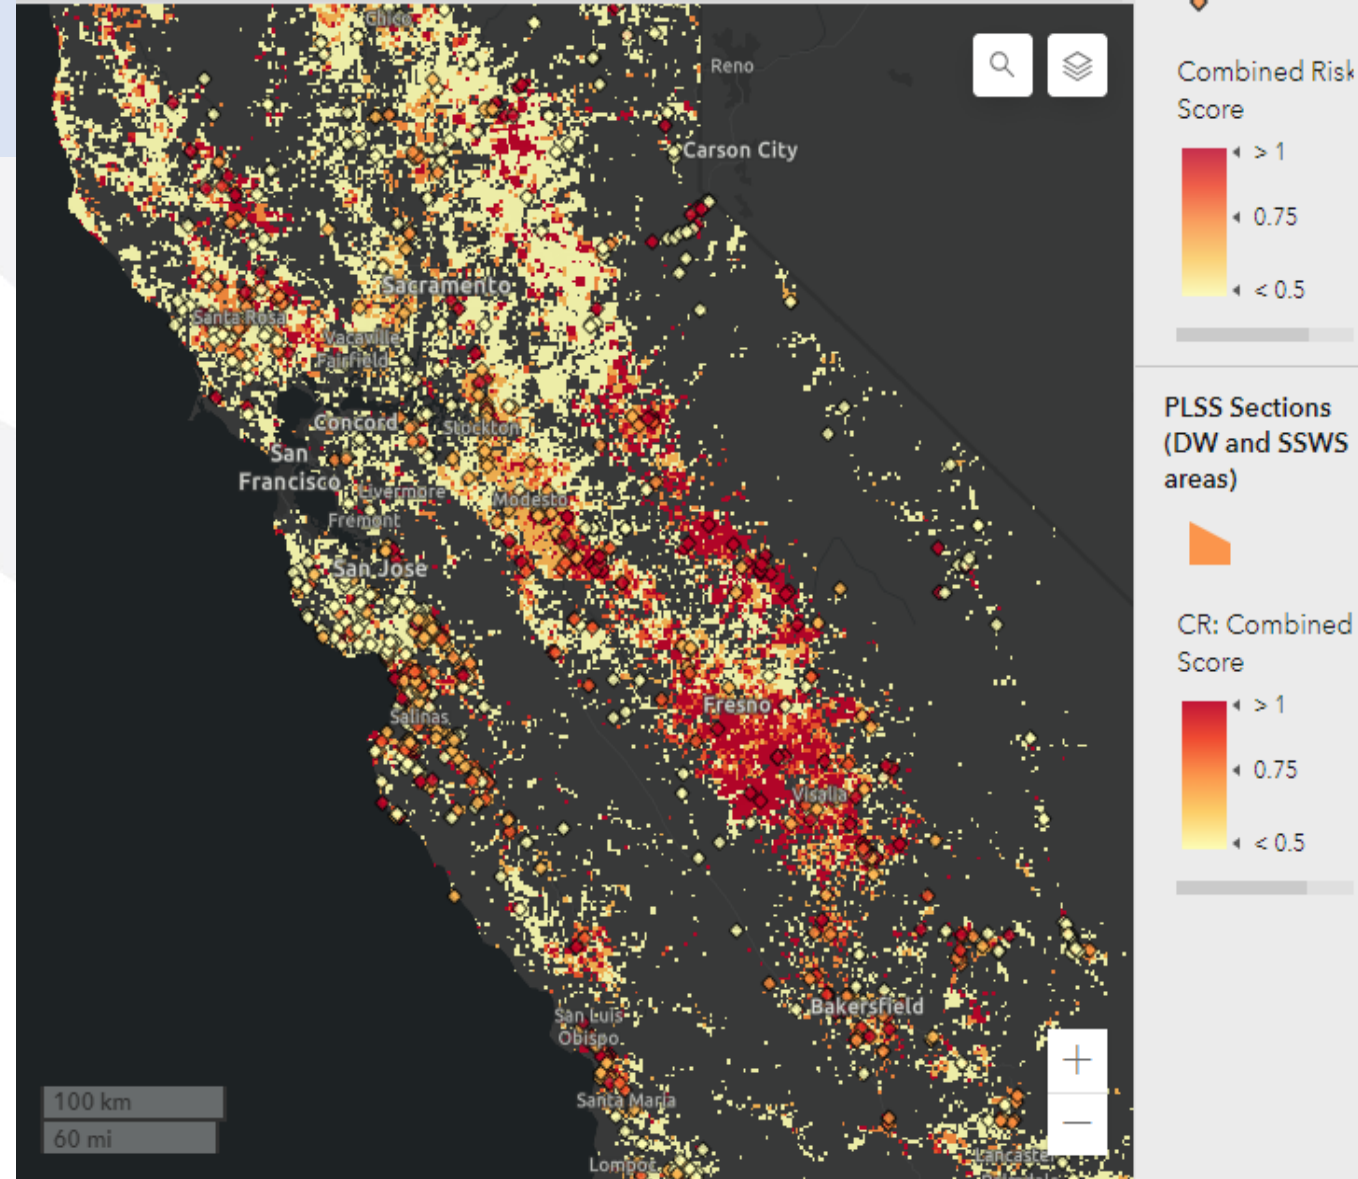 Chico
Reno
Carson City
Sacramento
Santa Rosa
Vacaville
Fairfield
Concord
Stockton
San
Francisco
Livermore
Modesto
Fremont
San Jose
Salinas
Fresno
Visalia
Bakersfield
San Luis
Obispo
Santa Maria
Lompoc
Lancaster
100 km
60 mi
Combined Risk
Score
> 1
0.75
< 0.5
PLSS Sections
(DW and SSWS
areas)
CR: Combined
Score
> 1
0.75
< 0.5